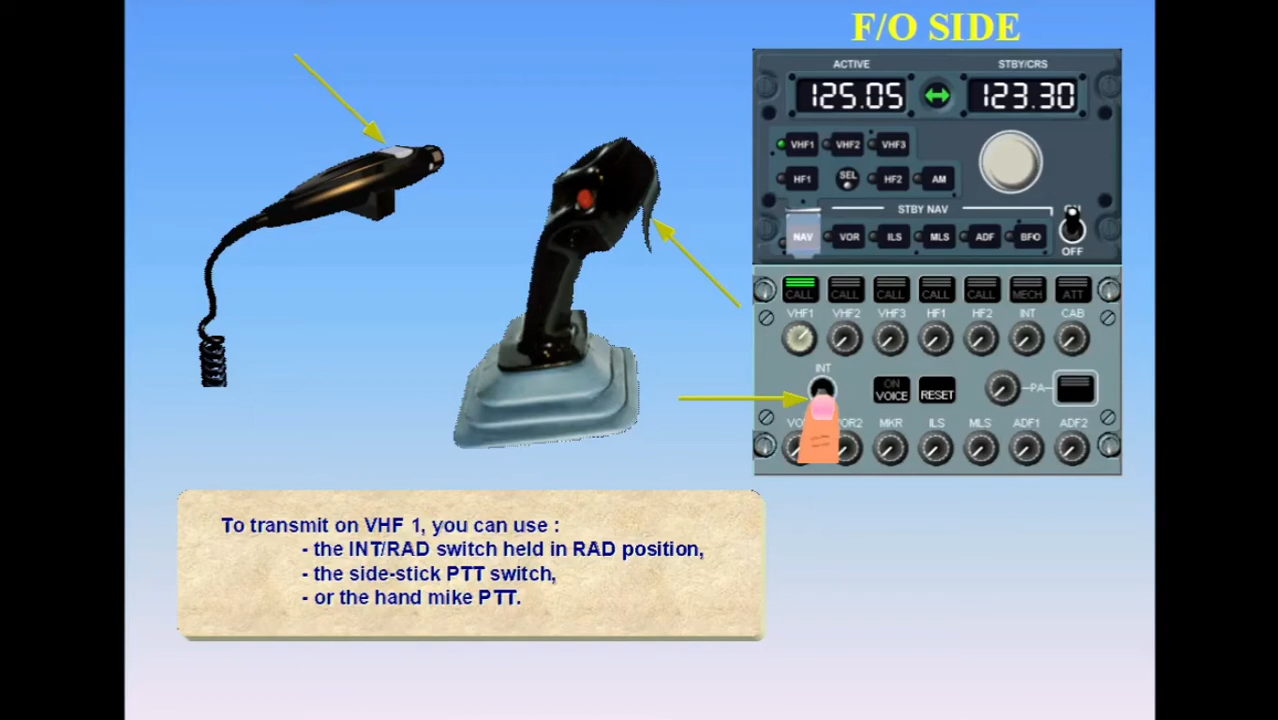 F/O SIDE
ACTIVE STBY/CRS
125.05 123.30
VHF1 VHF2 VHF3
HF1 SEL HF2 AM
STBY NAV ON
NAV VOR ILS MLS ADF BFO
OFF
CALL CALL CALL CALL CALL MECH ATT
VHF1 VHF2 VHF3 HF1 HF2 INT CAB
INT
ON
VOICE RESET PA
VOR2 MKR ILS MLS ADF1 ADF2
To transmit on VHF 1, you can use :
- the INT/RAD switch held in RAD position,
- the side-stick PTT switch,
- or the hand mike PTT.